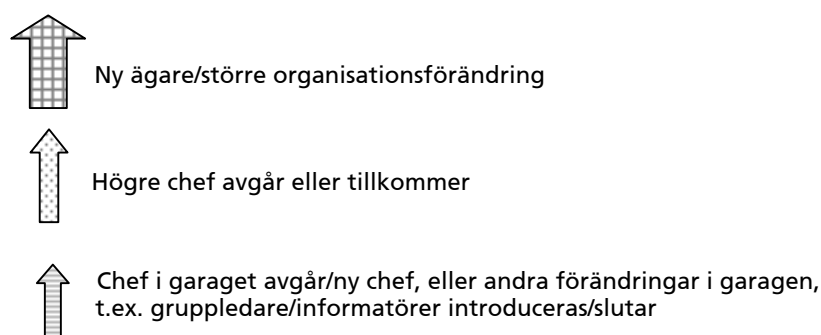 Ny ägare/större organisationsförändring
Högre chef avgår eller tillkommer
Chef i garaget avgår/ny chef, eller andra förändringar i garagen,
t.ex. gruppledare/informatörer introduceras/slutar